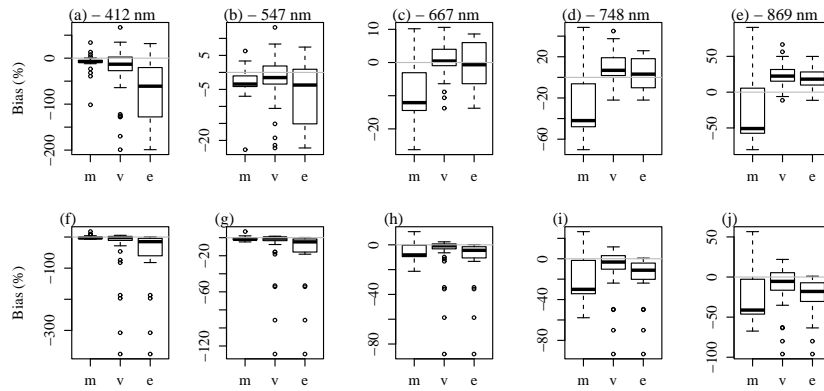 (a) − 412 nm
(b) − 547 nm
(c) − 667 nm
(d) − 748 nm
(e) − 869 nm
Bias (%)
0
−100
−200
5
−5
−20
10
0
−20
20
−20
−60
50
0
−50
m v e
m v e
m v e
m v e
m v e
(f)
(g)
(h)
(i)
(j)
Bias (%)
−100
−300
−20
−60
−120
0
−40
−80
0
−40
−80
50
0
−50
−100
m v e
m v e
m v e
m v e
m v e